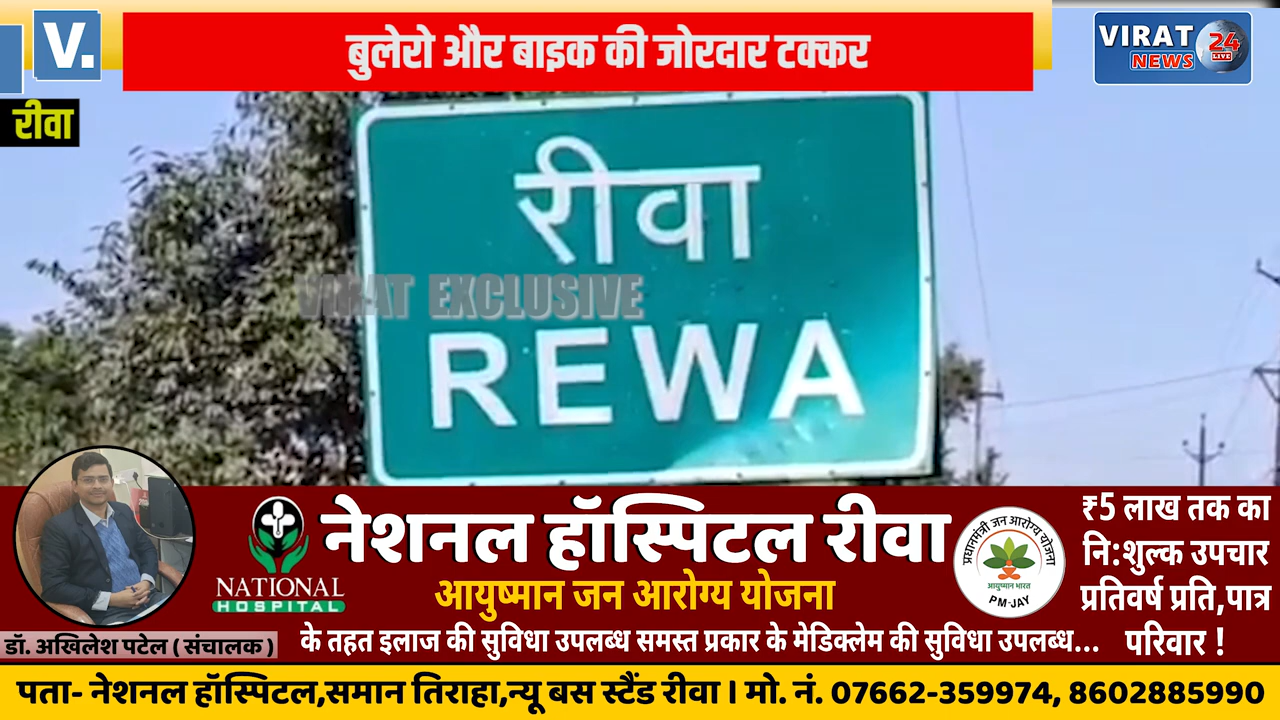 V.
बुलेरो और बाइक की जोरदार टक्कर
VIRAT
NEWS
24
LIVE
रीवा
रीवा
VIRAT EXCLUSIVE
REWA
नेशनल हॉस्पिटल रीवा
आयुष्मान जन आरोग्य योजना
के तहत इलाज की सुविधा उपलब्ध समस्त प्रकार के मेडिक्लेम की सुविधा उपलब्ध...
NATIONAL
HOSPITAL
प्रधानमंत्री जन आरोग्य योजना
आयुष्मान भारत
PM-JAY
₹5 लाख तक का
नि:शुल्क उपचार
प्रतिवर्ष प्रति,पात्र
परिवार !
डॉ. अखिलेश पटेल ( संचालक )
पता- नेशनल हॉस्पिटल,समान तिराहा,न्यू बस स्टैंड रीवा । मो. नं. 07662-359974, 8602885990